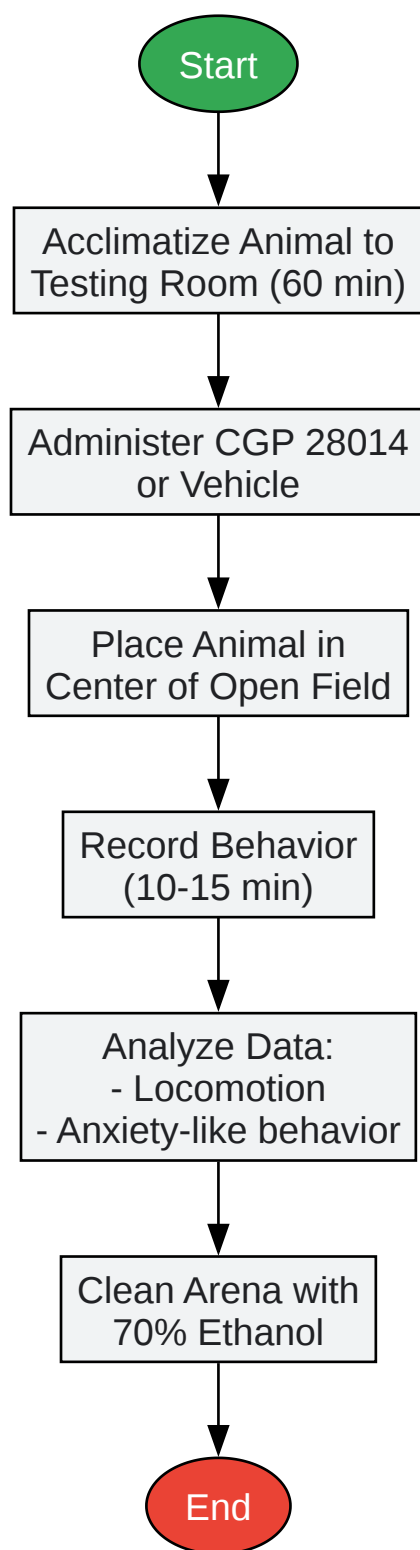 Start
Acclimatize Animal to
Testing Room (60 min)
Administer CGP 28014
or Vehicle
Place Animal in
Center of Open Field
Record Behavior
(10-15 min)
Analyze Data:
- Locomotion
- Anxiety-like behavior
Clean Arena with
70% Ethanol
End